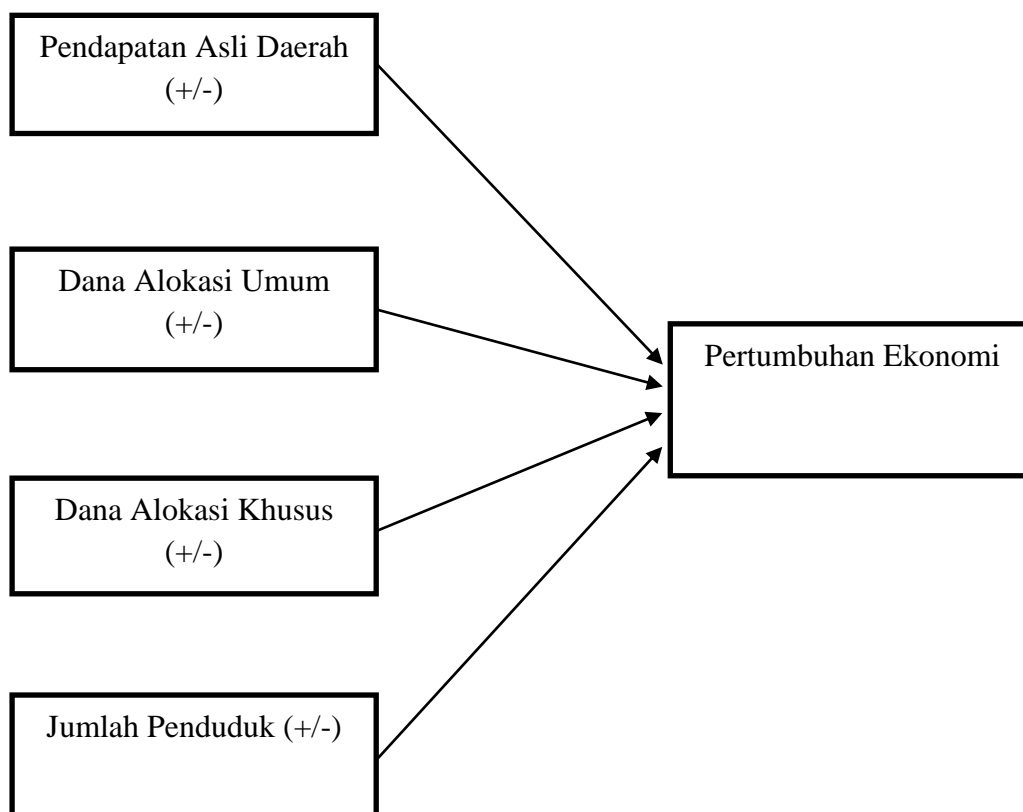 Pendapatan Asli Daerah
(+/-)
Dana Alokasi Umum
(+/-)
Pertumbuhan Ekonomi
Dana Alokasi Khusus
(+/-)
Jumlah Penduduk (+/-)